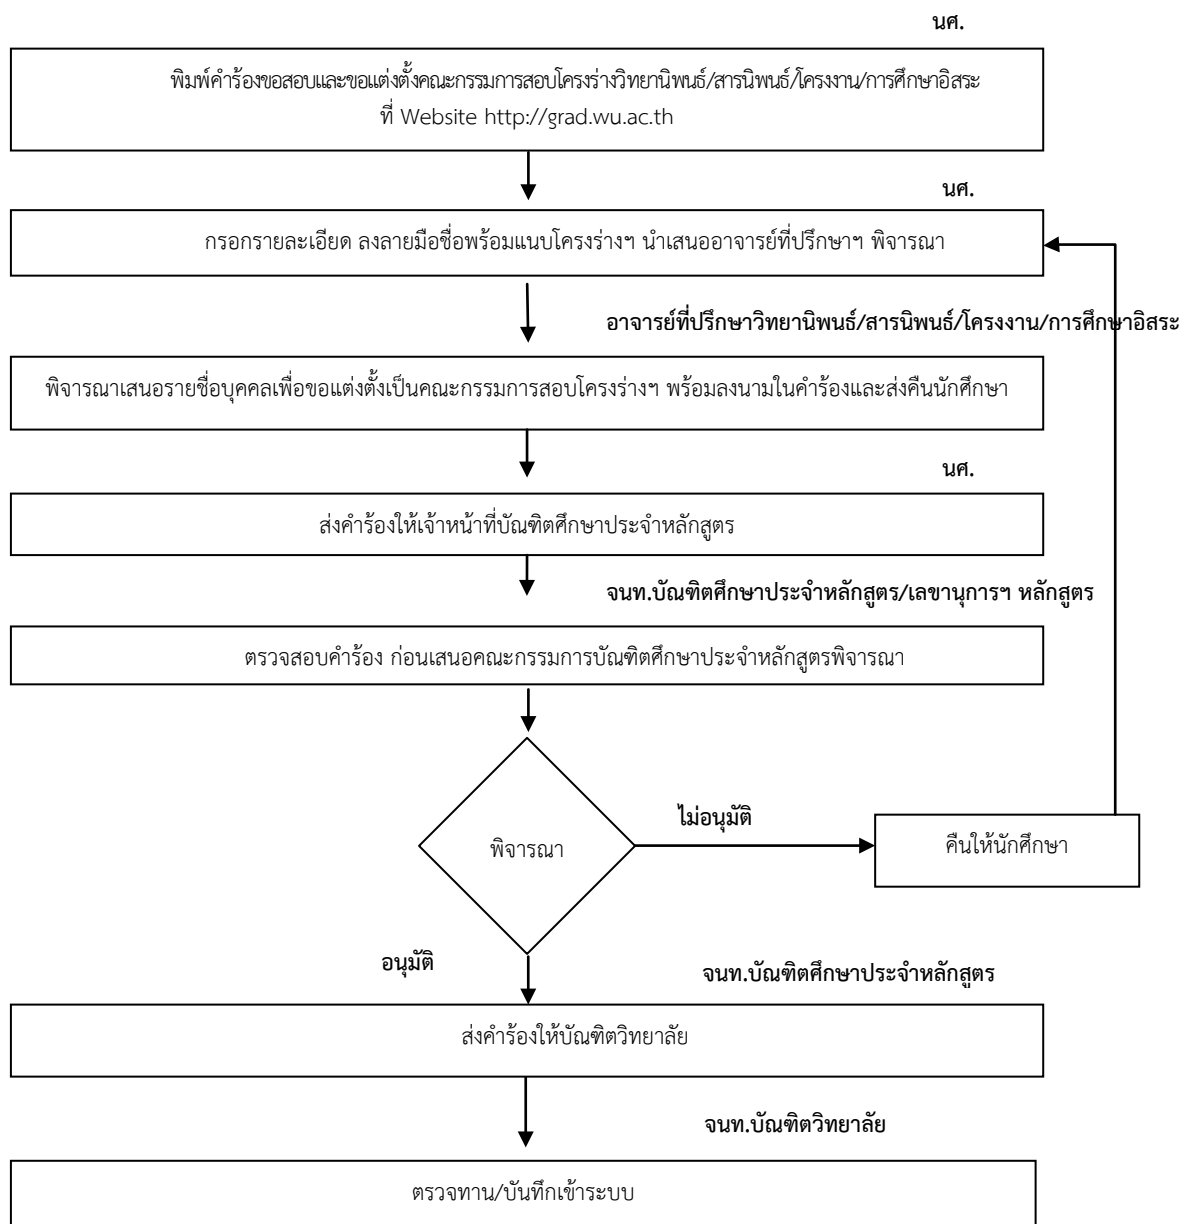 นศ.
พิมพ์คำร้องขอสอบและขอแต่งตั้งคณะกรรมการสอบโครงร่างวิทยานิพนธ์/สารนิพนธ์/โครงงาน/การศึกษาอิสระ
ที่ Website http://grad.wu.ac.th
นศ.
กรอกรายละเอียด ลงลายมือชื่อพร้อมแนบโครงร่างฯ นำเสนออาจารย์ที่ปรึกษาฯ พิจารณา
อาจารย์ที่ปรึกษาวิทยานิพนธ์/สารนิพนธ์/โครงงาน/การศึกษาอิสระ
พิจารณาเสนอรายชื่อบุคคลเพื่อขอแต่งตั้งเป็นคณะกรรมการสอบโครงร่างฯ พร้อมลงนามในคำร้องและส่งคืนนักศึกษา
นศ.
ส่งคำร้องให้เจ้าหน้าที่บัณฑิตศึกษาประจำหลักสูตร
จนท.บัณฑิตศึกษาประจำหลักสูตร/เลขานุการฯ หลักสูตร
ตรวจสอบคำร้อง ก่อนเสนอคณะกรรมการบัณฑิตศึกษาประจำหลักสูตรพิจารณา
ไม่อนุมัติ
พิจารณา
คืนให้นักศึกษา
อนุมัติ
จนท.บัณฑิตศึกษาประจำหลักสูตร
ส่งคำร้องให้บัณฑิตวิทยาลัย
จนท.บัณฑิตวิทยาลัย
ตรวจทาน/บันทึกเข้าระบบ